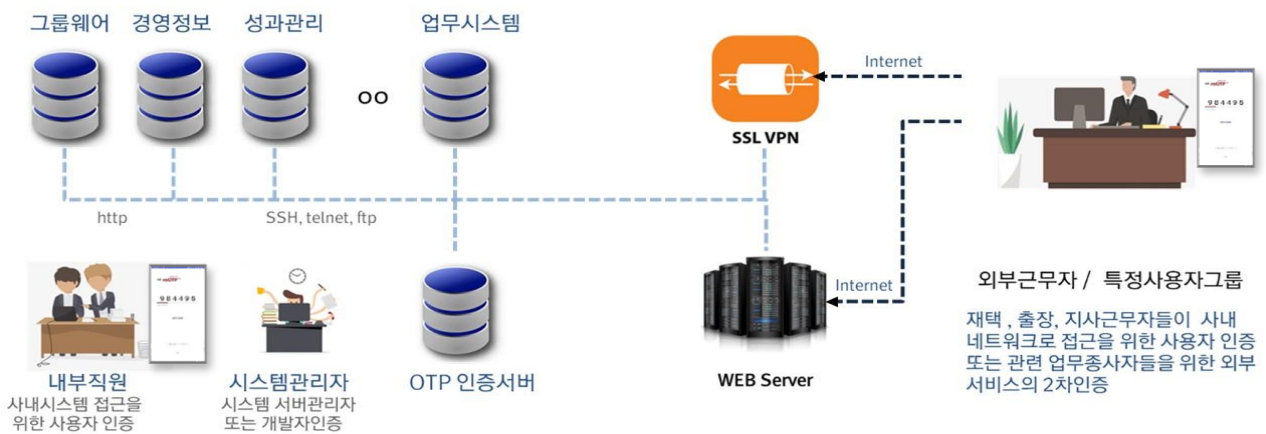 그룹웨어
경영정보
성과관리
업무시스템
OO
SSL VPN
Internet
984495
http
SSH, telnet, ftp
984495
내부직원
사내시스템 접근을
위한 사용자 인증
시스템관리자
시스템 서버관리자
또는 개발자인증
OTP 인증서버
WEB Server
Internet
외부근무자 / 특정사용자그룹
재택 , 출장, 지사근무자들이 사내
네트워크로 접근을 위한 사용자 인증
또는 관련 업무종사자들을 위한 외부
서비스의 2차인증